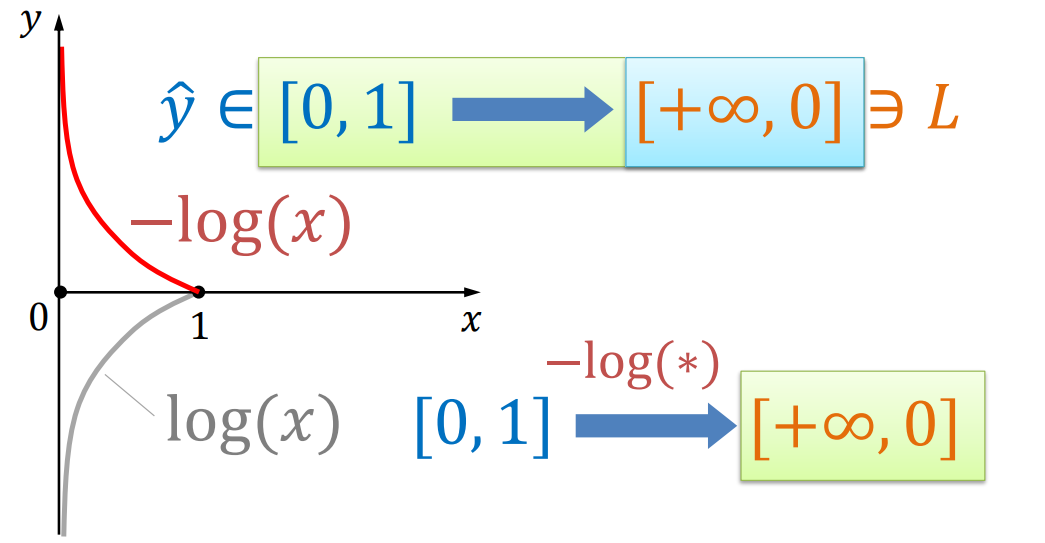 y
ŷ ∈ [0, 1] [+∞, 0] ∋ L
−log(x)
0
1
x
−log(∗)
log(x)
[0, 1] [+∞, 0]